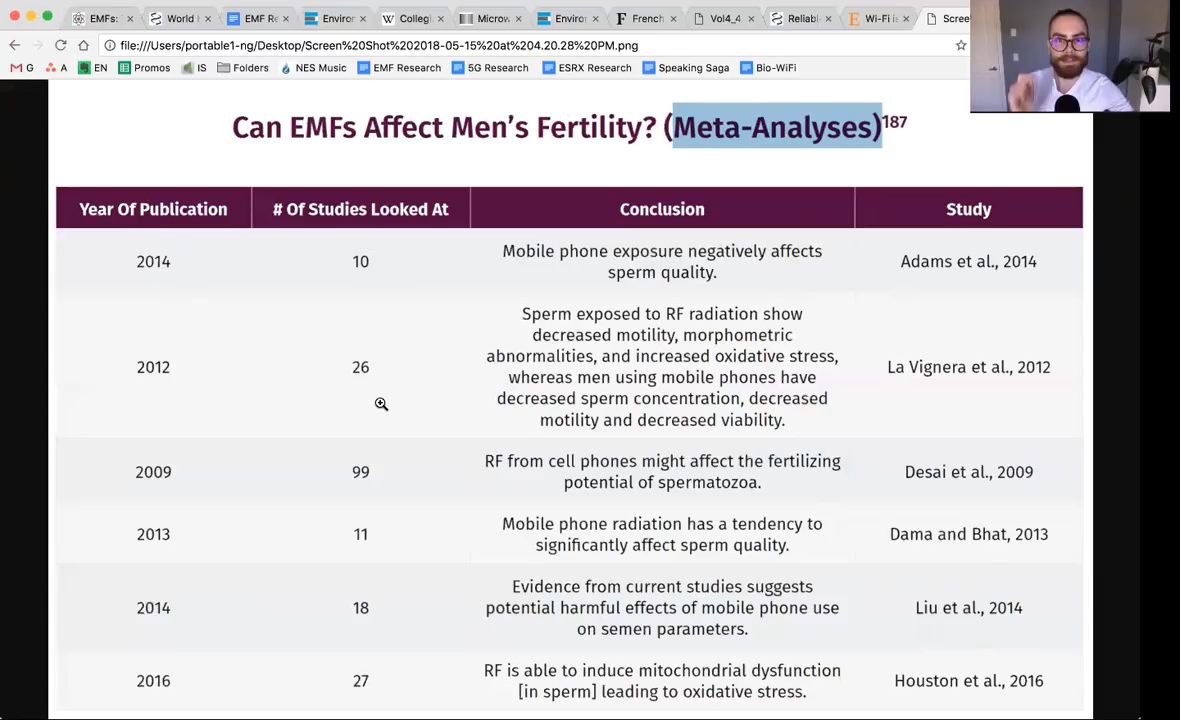 EMFs:
World
EMF Re
Environ
Colleg
Microw
Environ
French
Vol4_4
Reliable
Wi-Fi is
Scree
file:///Users/portable1-ng/Desktop/Screen%20Shot%202018-05-15%20at%204.20.28%20PM.png
G
A
EN
Promos
IS
Folders
NES Music
EMF Research
5G Research
ESRX Research
Speaking Saga
Bio-WiFi
Can EMFs Affect Men's Fertility? (Meta-Analyses)187
Year Of Publication # Of Studies Looked At Conclusion Study
2014
10
Mobile phone exposure negatively affects
sperm quality.
Adams et al., 2014
2012
26
Sperm exposed to RF radiation show
decreased motility, morphometric
abnormalities, and increased oxidative stress,
whereas men using mobile phones have
decreased sperm concentration, decreased
motility and decreased viability.
La Vignera et al., 2012
2009
99
RF from cell phones might affect the fertilizing
potential of spermatozoa.
Desai et al., 2009
2013
11
Mobile phone radiation has a tendency to
significantly affect sperm quality.
Dama and Bhat, 2013
2014
18
Evidence from current studies suggests
potential harmful effects of mobile phone use
on semen parameters.
Liu et al., 2014
2016
27
RF is able to induce mitochondrial dysfunction
[in sperm] leading to oxidative stress.
Houston et al., 2016